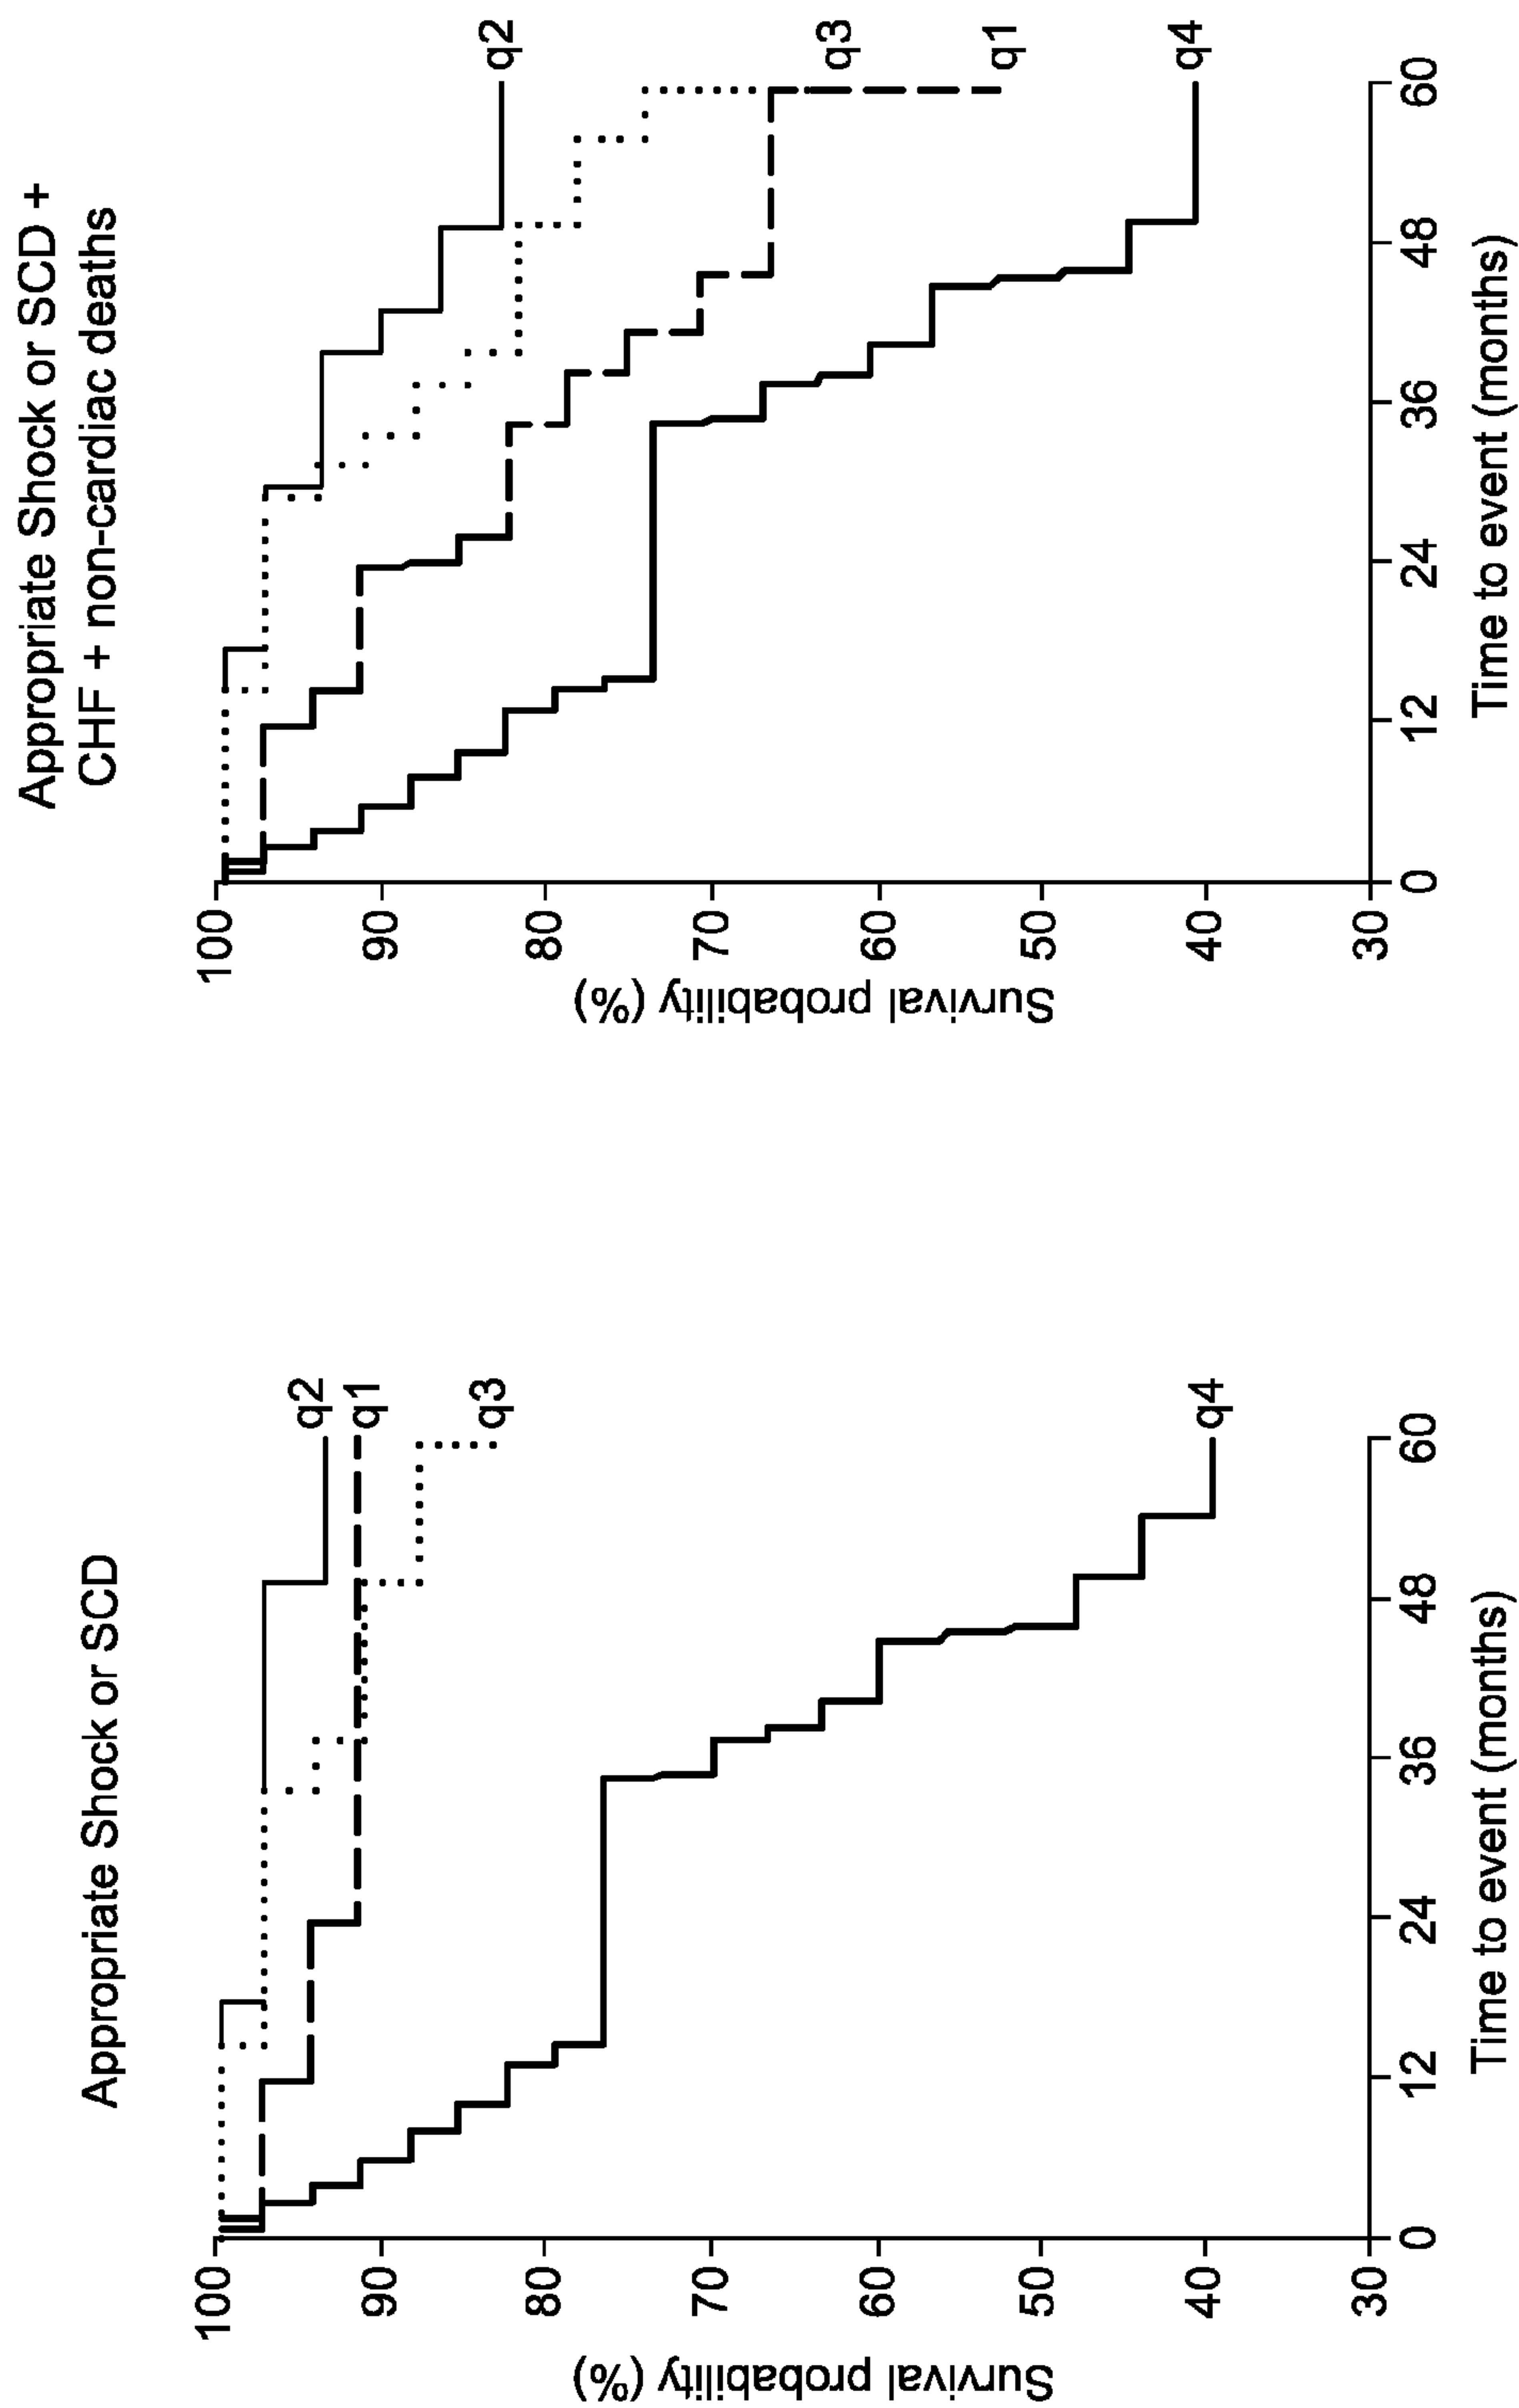 Appropriate Shock or SCD
Survival probability (%)
100
90
80
70
60
50
40
30
0
12
24
36
48
60
Time to event (months)
q2
q1
q3
q4
Appropriate Shock or SCD +
CHF + non-cardiac deaths
Survival probability (%)
100
90
80
70
60
50
40
30
0
12
24
36
48
60
Time to event (months)
q2
q3
q1
q4